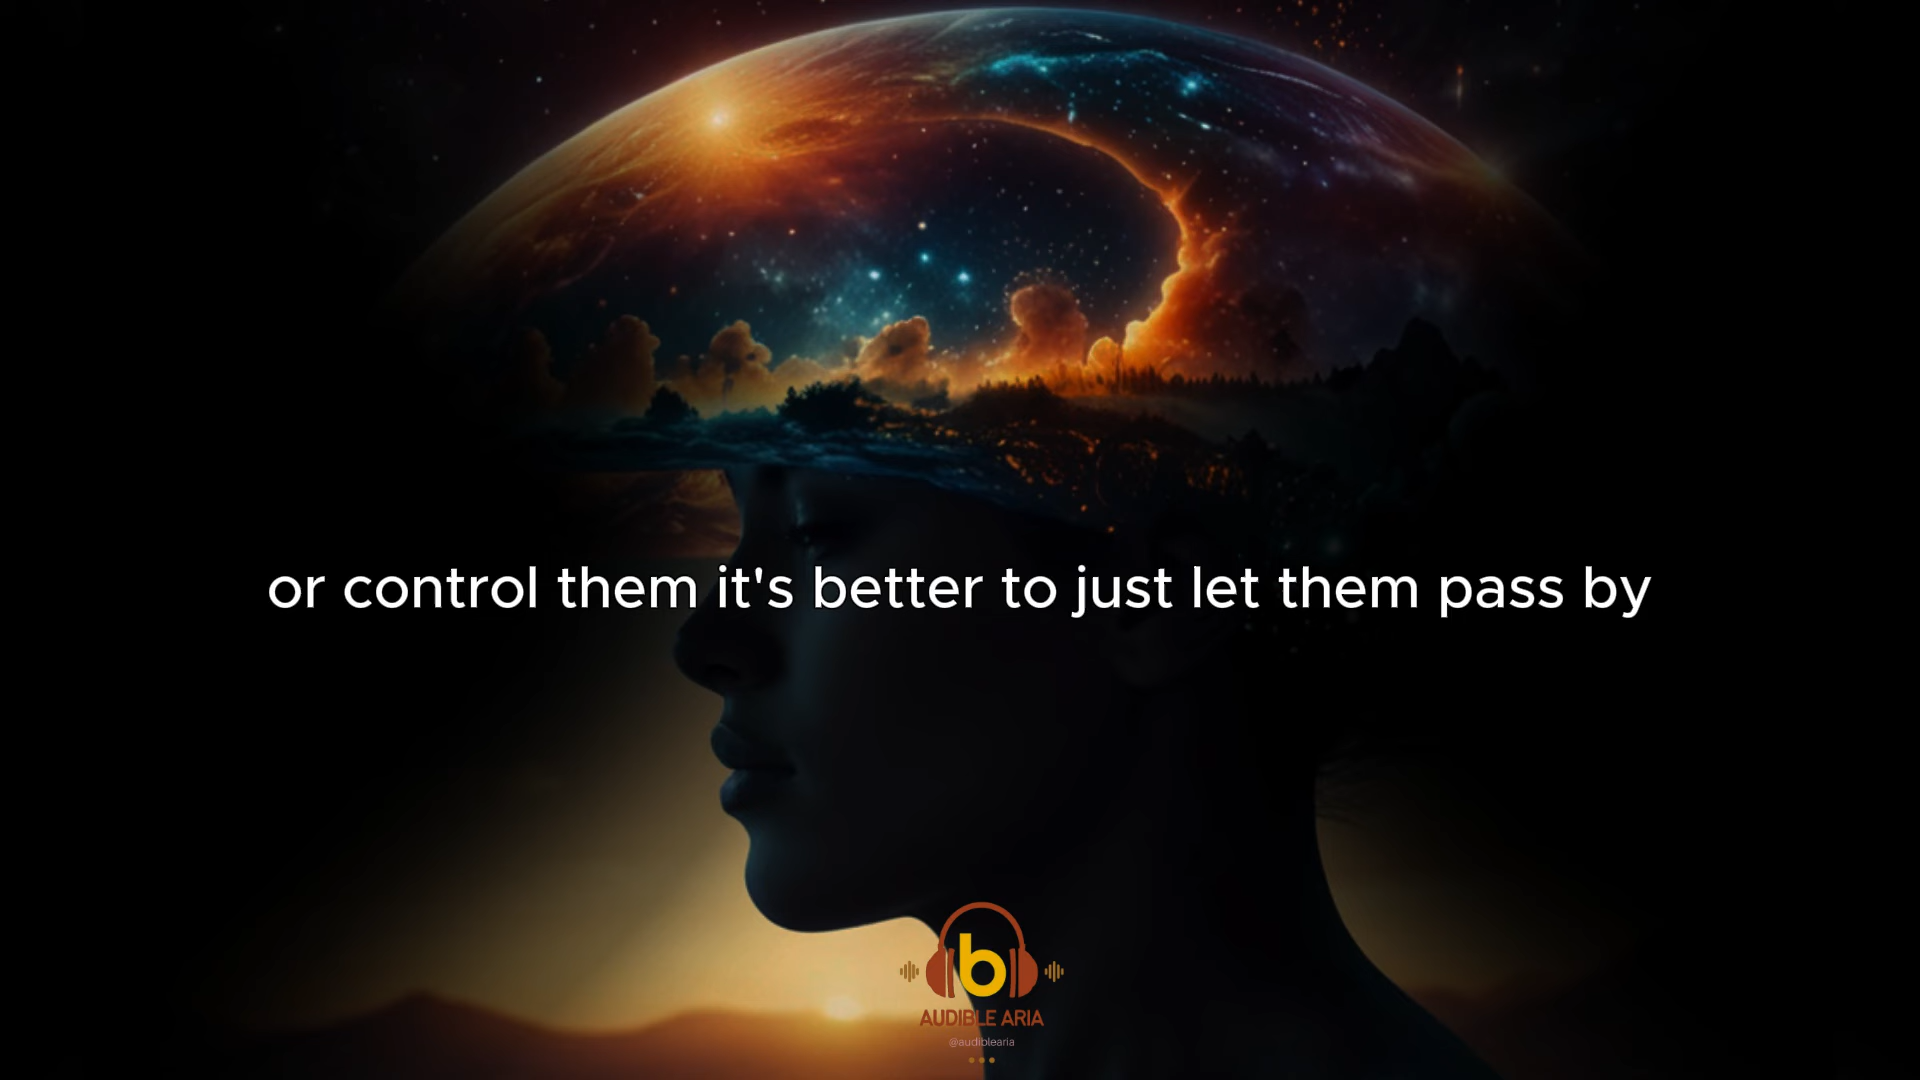 or control them it's better to just let them pass by
b
AUDIBLE ARIA
@audiblearia